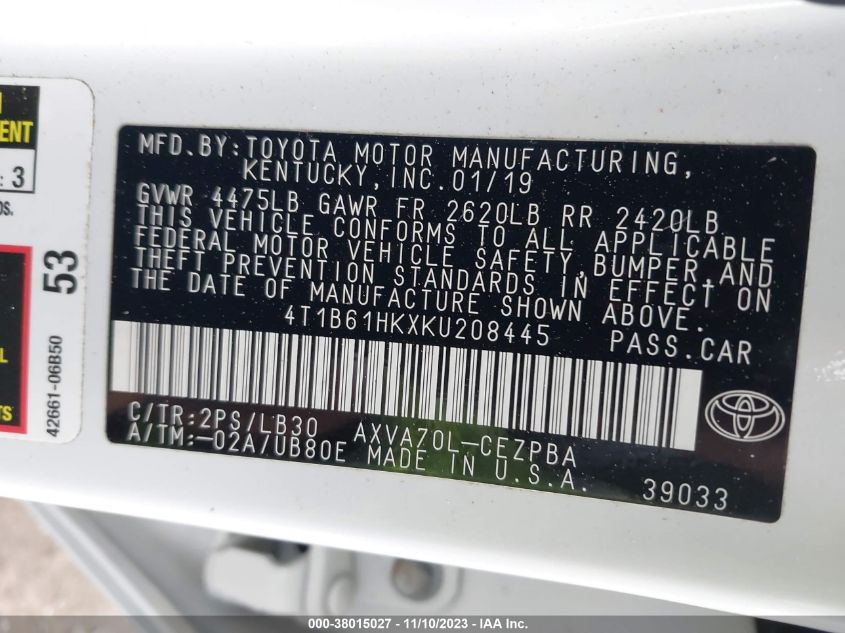 MFD.BY:TOYOTA MOTOR MANUFACTURING,
KENTUCKY,INC.01/19
GVWR 4475LB GAWR FR 2620LB RR 2420LB
THIS VEHICLE CONFORMS TO ALL APPLICABLE
FEDERAL MOTOR VEHICLE SAFETY,BUMPER,AND
THEFT PREVENTION STANDARDS IN EFFECT ON
THE DATE OF MANUFACTURE SHOWN ABOVE.
4T1B61HKXKU208445 PASS.CAR
C/TR:2PS/LB30 AXVA70L-CEZPBA
A/TM:-02A7UB80E MADE IN U.S.A. 39033
: 3
53
42661-06B50
000-38015027 - 11/10/2023 - IAA Inc.